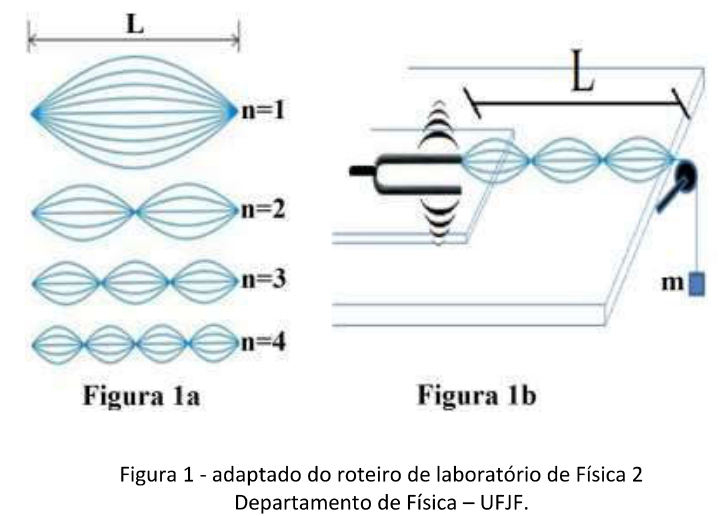 L
n=1
n=2
n=3
n=4
Figura 1a
L
m
Figura 1b
Figura 1 - adaptado do roteiro de laboratório de Física 2
Departamento de Física – UFJF.